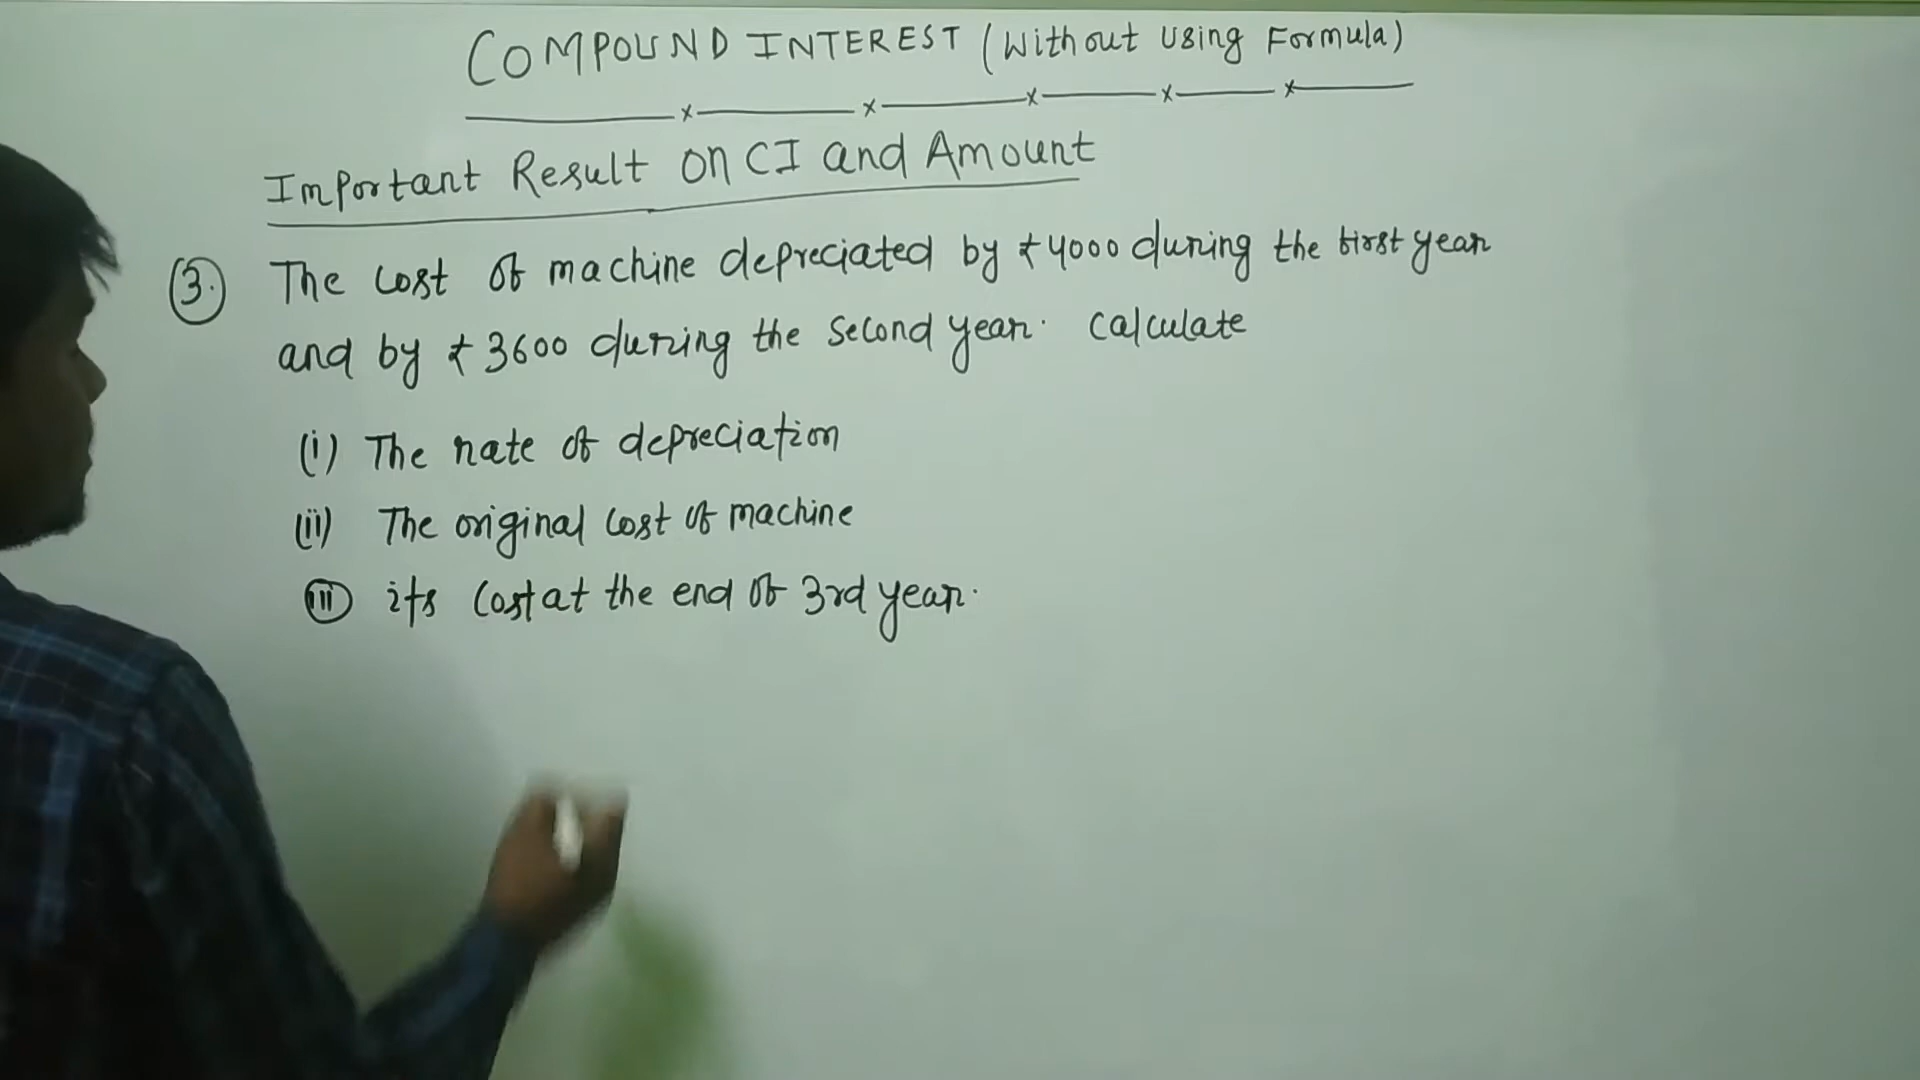 COMPOUND INTEREST (Without Using Formula)
Important Result on CI and Amount
3. The cost of machine depreciated by ₹4000 during the first year
and by ₹3600 during the second year. calculate
(i) The rate of depreciation
(ii) The original cost of machine
(iii) its cost at the end of 3rd year.